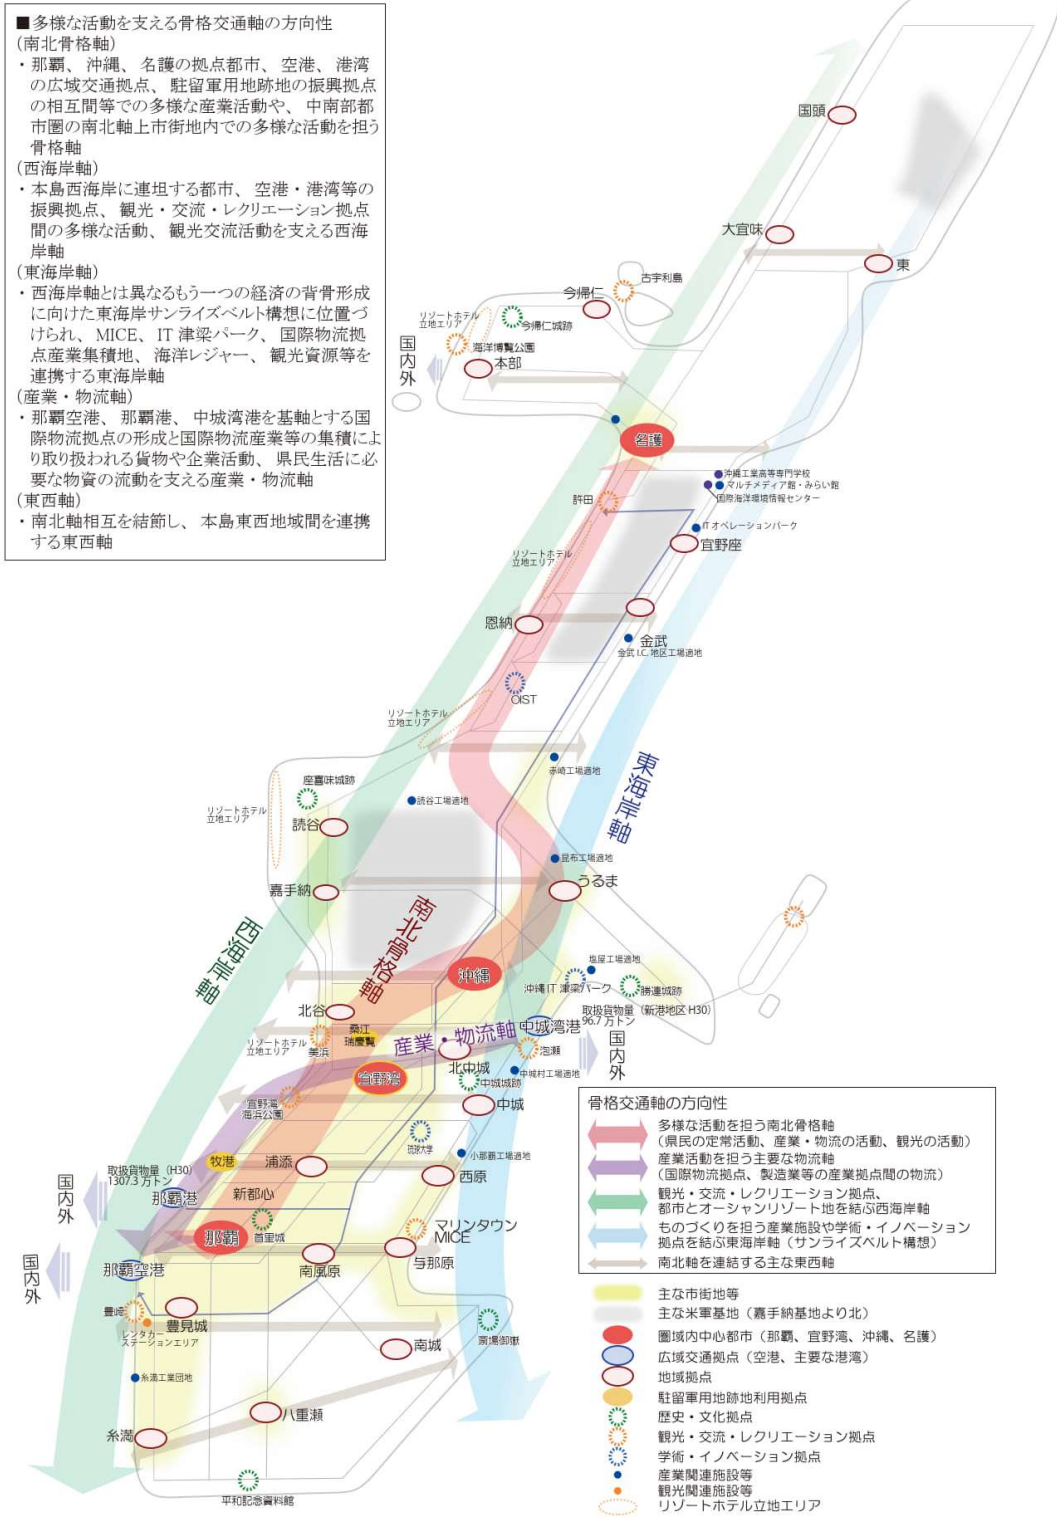 ■多様な活動を支える骨格交通軸の方向性
(南北骨格軸)
・那覇、沖縄、名護の拠点都市、空港、港湾
の広域交通拠点、駐留軍用地跡地の振興拠点
の相互間等での多様な産業活動や、中南部都
市圏の南北軸上市街地内での多様な活動を担う
骨格軸
(西海岸軸)
・本島西海岸に連坦する都市、空港・港湾等の
振興拠点、観光・交流・レクリエーション拠点
間の多様な活動、観光交流活動を支える西海
岸軸
(東海岸軸)
・西海岸軸とは異なるもう一つの経済の背骨形成
に向けた東海岸サンライズベルト構想に位置づ
けられ、MICE、IT 津梁パーク、国際物流拠
点産業集積地、海洋レジャー、観光資源等を
連携する東海岸軸
(産業・物流軸)
・那覇空港、那覇港、中城湾港を基軸とする国
際物流拠点の形成と国際物流産業等の集積によ
り取り扱われる貨物や企業活動、県民生活に必
要な物資の流動を支える産業・物流軸
(東西軸)
・南北軸相互を結節し、本島東西地域間を連携
する東西軸
国頭
大宜味
東
古宇利島
今帰仁
リゾートホテル
立地エリア
今帰仁城跡
海洋博覧公園
本部
国内外
名護
沖縄工業高等専門学校
マルチメディア館・みらい館
国際海洋環境情報センター
許田
ITオペレーションパーク
宜野座
リゾートホテル
立地エリア
恩納
金武
金武 I.C. 地区工場適地
OIST
リゾートホテル
立地エリア
東海岸軸
赤崎工場適地
座喜味城跡
読谷工場適地
リゾートホテル
立地エリア
読谷
昆布工場適地
うるま
嘉手納
南北骨格軸
西海岸軸
沖縄
塩屋工場適地
沖縄 IT 津梁パーク
勝連城跡
取扱貨物量(新港地区 H30)
96.7 万トン
北谷
中城湾港
桑江
瑞慶覧
産業・物流軸
リゾートホテル
立地エリア
美浜
泡瀬
国内外
北中城
中城村工場適地
宜野湾
中城城跡
宜野湾
海浜公園
中城
琉球大学
小那覇工場適地
牧港
浦添
西原
取扱貨物量(H30)
1307.3 万トン
国内外
那覇港
新都心
マリンタウン
MICE
那覇
首里城
与那原
国内外
那覇空港
南風原
豊崎
豊見城
レンタカー
ステーションエリア
斎場御嶽
南城
糸満工業団地
八重瀬
糸満
平和記念資料館
骨格交通軸の方向性
多様な活動を担う南北骨格軸
(県民の定常活動、産業・物流の活動、観光の活動)
産業活動を担う主要な物流軸
(国際物流拠点、製造業等の産業拠点間の物流)
観光・交流・レクリエーション拠点、
都市とオーシャンリゾート地を結ぶ西海岸軸
ものづくりを担う産業施設や学術・イノベーション
拠点を結ぶ東海岸軸(サンライズベルト構想)
南北軸を連結する主な東西軸
主な市街地等
主な米軍基地(嘉手納基地より北)
圏域内中心都市(那覇、宜野湾、沖縄、名護)
広域交通拠点(空港、主要な港湾)
地域拠点
駐留軍用地跡地利用拠点
歴史・文化拠点
観光・交流・レクリエーション拠点
学術・イノベーション拠点
産業関連施設等
観光関連施設等
リゾートホテル立地エリア